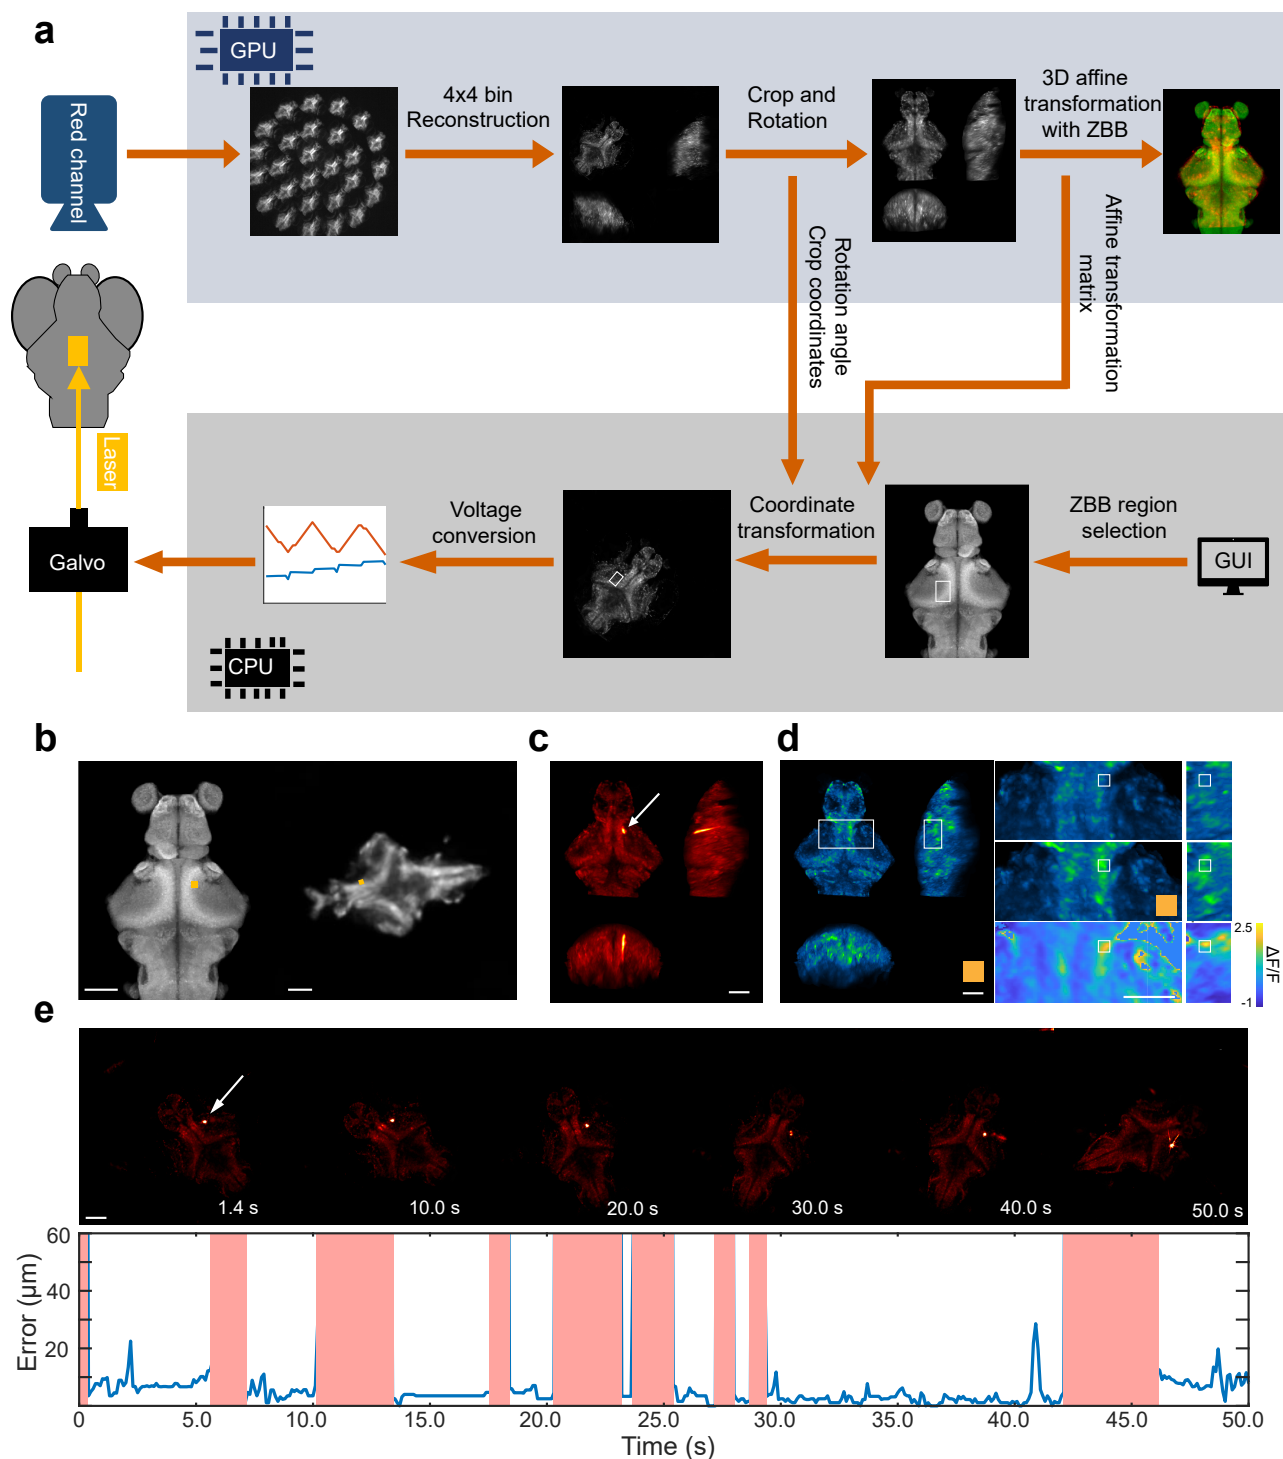 a
GPU
Red channel
4x4 bin
Reconstruction
Crop and
Rotation
3D affine
transformation
with ZBB
Rotation angle
Crop coordinates
Affine transformation
matrix
Laser
Galvo
Voltage
conversion
Coordinate
transformation
ZBB region
selection
GUI
CPU
b
c
d
2.5
-1
ΔF/F
e
1.4 s
10.0 s
20.0 s
30.0 s
40.0 s
50.0 s
60
40
20
Error (µm)
0
5.0
10.0
15.0
20.0
25.0
30.0
35.0
40.0
45.0
50.0
Time (s)